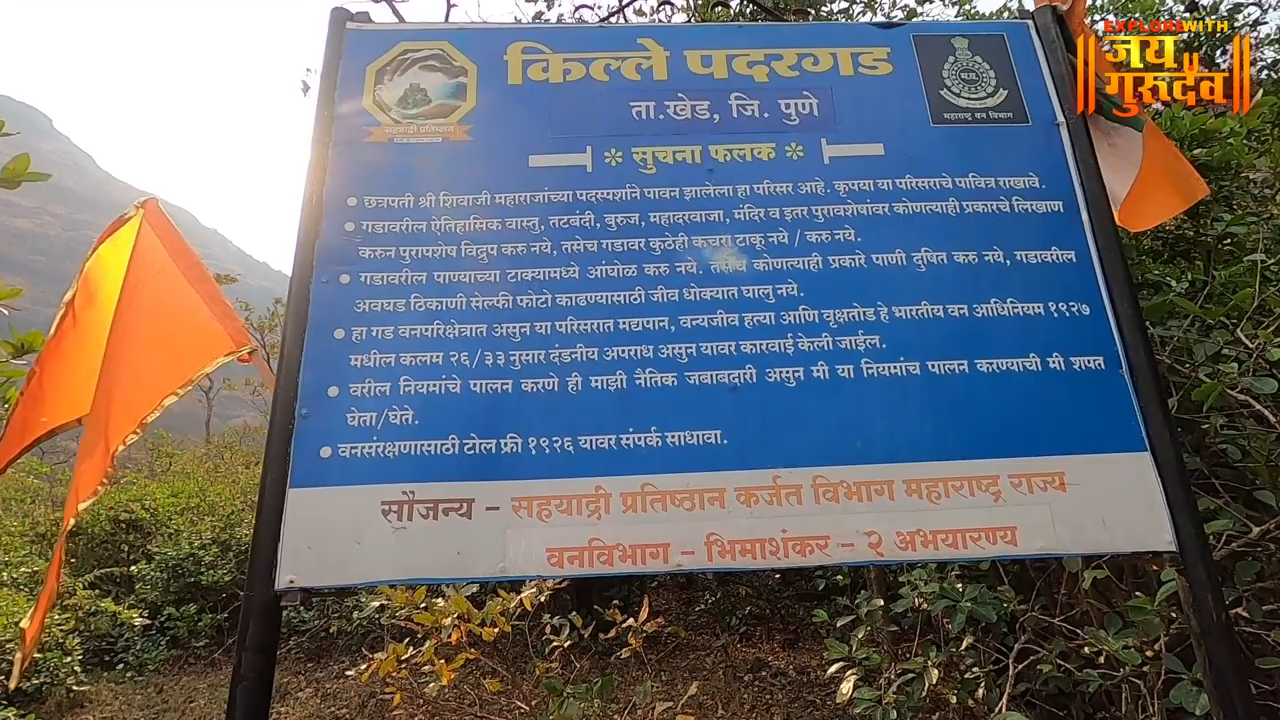 EXPLORE WITH
जय
गुरुदेव
किल्ले पदरगड
ता.खेड, जि. पुणे
सुचना फलक
सह्याद्री प्रतिष्ठान
म.रा.
महाराष्ट्र वन विभाग
● छत्रपती श्री शिवाजी महाराजांच्या पदस्पर्शाने पावन झालेला हा परिसर आहे. कृपया या परिसराचे पावित्र राखावे.
● गडावरील ऐतिहासिक वास्तु, तटबंदी, बुरुज, महादरवाजा, मंदिर व इतर पुरावशेषांवर कोणत्याही प्रकारचे लिखाण
करुन पुरापशेष विद्रुप करु नये, तसेच गडावर कुठेही कचरा टाकू नये / करु नये.
● गडावरील पाण्याच्या टाक्यामध्ये आंघोळ करु नये. तसेच कोणत्याही प्रकारे पाणी दुषित करु नये, गडावरील
अवघड ठिकाणी सेल्फी फोटो काढण्यासाठी जीव धोक्यात घालु नये.
● हा गड वनपरिक्षेत्रात असुन या परिसरात मद्यपान, वन्यजीव हत्या आणि वृक्षतोड हे भारतीय वन आधिनियम १९२७
मधील कलम २६/३३ नुसार दंडनीय अपराध असुन यावर कारवाई केली जाईल.
● वरील नियमांचे पालन करणे ही माझी नैतिक जबाबदारी असुन मी या नियमांच पालन करण्याची मी शपत
घेता/घेते.
● वनसंरक्षणासाठी टोल फ्री १९२६ यावर संपर्क साधावा.
सौजन्य - सहयाद्री प्रतिष्ठान कर्जत विभाग महाराष्ट्र राज्य
वनविभाग - भिमाशंकर - २ अभयारण्य